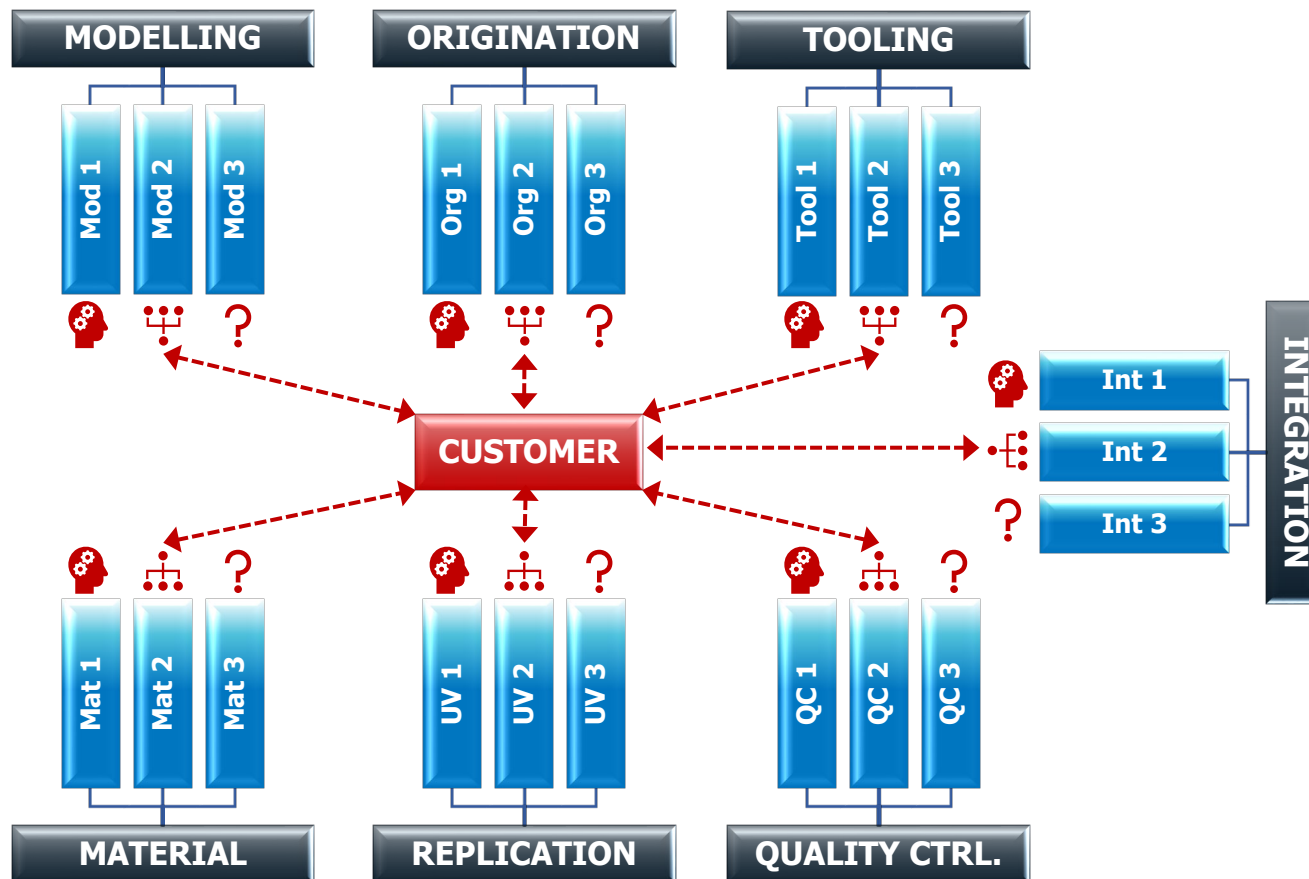 MODELLING
ORIGINATION
TOOLING
Mod 1
Mod 2
Mod 3
Org 1
Org 2
Org 3
Tool 1
Tool 2
Tool 3
CUSTOMER
Int 1
Int 2
Int 3
INTEGRATION
Mat 1
Mat 2
Mat 3
UV 1
UV 2
UV 3
QC 1
QC 2
QC 3
MATERIAL
REPLICATION
QUALITY CTRL.